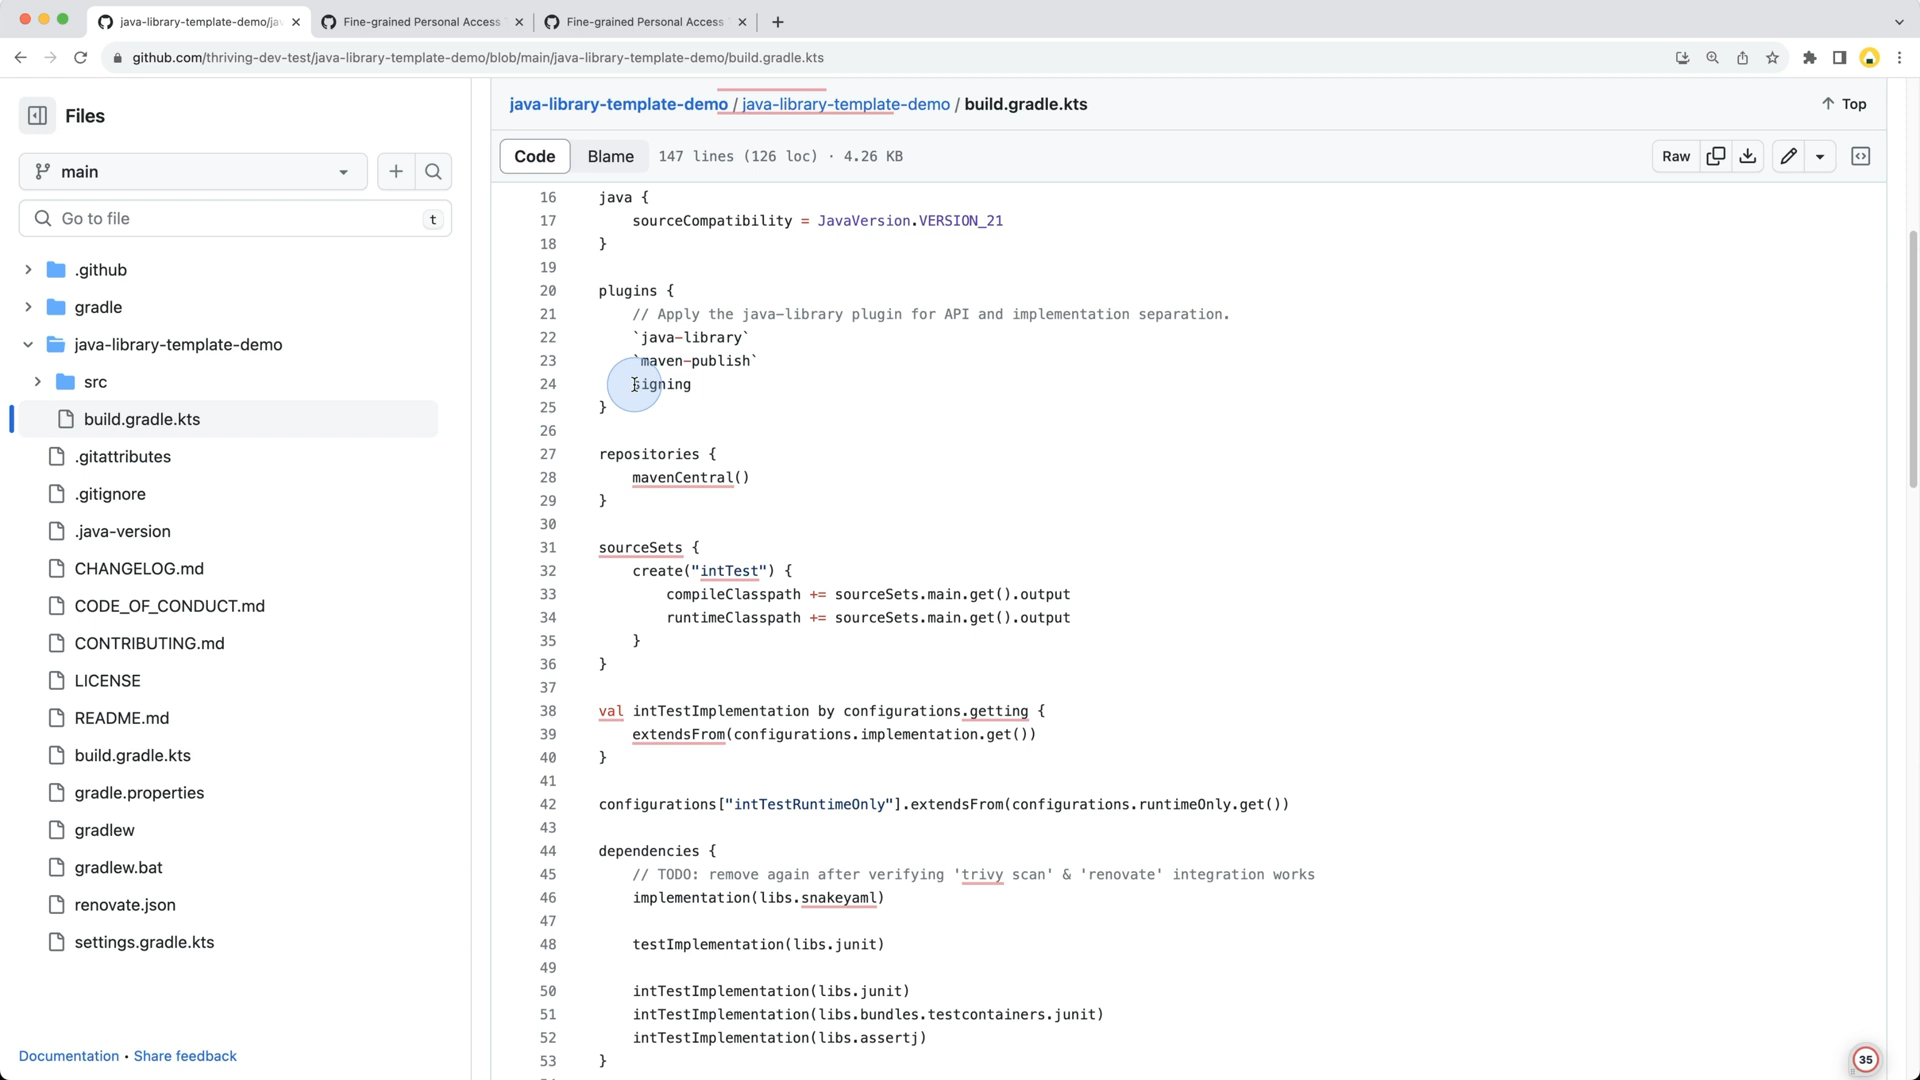 java-library-template-demo/ja
Fine-grained Personal Access
Fine-grained Personal Access
github.com/thriving-dev-test/java-library-template-demo/blob/main/java-library-template-demo/build.gradle.kts
Files
main
Go to file
t
.github
gradle
java-library-template-demo
src
build.gradle.kts
.gitattributes
.gitignore
.java-version
CHANGELOG.md
CODE_OF_CONDUCT.md
CONTRIBUTING.md
LICENSE
README.md
build.gradle.kts
gradle.properties
gradlew
gradlew.bat
renovate.json
settings.gradle.kts
Documentation • Share feedback
java-library-template-demo / java-library-template-demo / build.gradle.kts
Top
Code Blame 147 lines (126 loc) · 4.26 KB
Raw
16 java {
17 sourceCompatibility = JavaVersion.VERSION_21
18 }
19
20 plugins {
21 // Apply the java-library plugin for API and implementation separation.
22 `java-library`
23 `maven-publish`
24 signing
25 }
26
27 repositories {
28 mavenCentral()
29 }
30
31 sourceSets {
32 create("intTest") {
33 compileClasspath += sourceSets.main.get().output
34 runtimeClasspath += sourceSets.main.get().output
35 }
36 }
37
38 val intTestImplementation by configurations.getting {
39 extendsFrom(configurations.implementation.get())
40 }
41
42 configurations["intTestRuntimeOnly"].extendsFrom(configurations.runtimeOnly.get())
43
44 dependencies {
45 // TODO: remove again after verifying 'trivy scan' & 'renovate' integration works
46 implementation(libs.snakeyaml)
47
48 testImplementation(libs.junit)
49
50 intTestImplementation(libs.junit)
51 intTestImplementation(libs.bundles.testcontainers.junit)
52 intTestImplementation(libs.assertj)
53 }
35